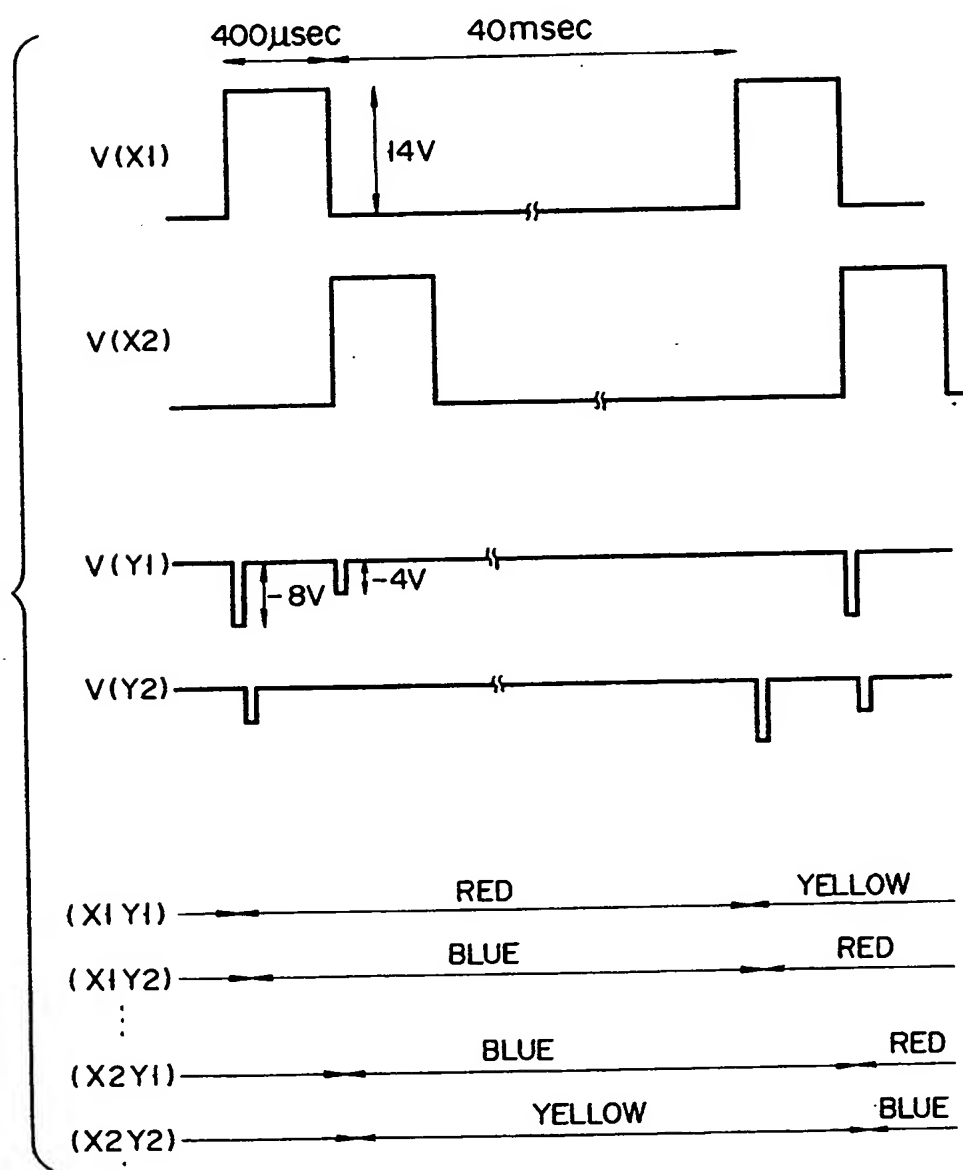 400μsec 40msec
V(X1) 14V
V(X2)
V(Y1) -8V -4V
V(Y2)
(X1Y1) RED YELLOW
(X1Y2) BLUE RED
(X2Y1) BLUE RED
(X2Y2) YELLOW BLUE